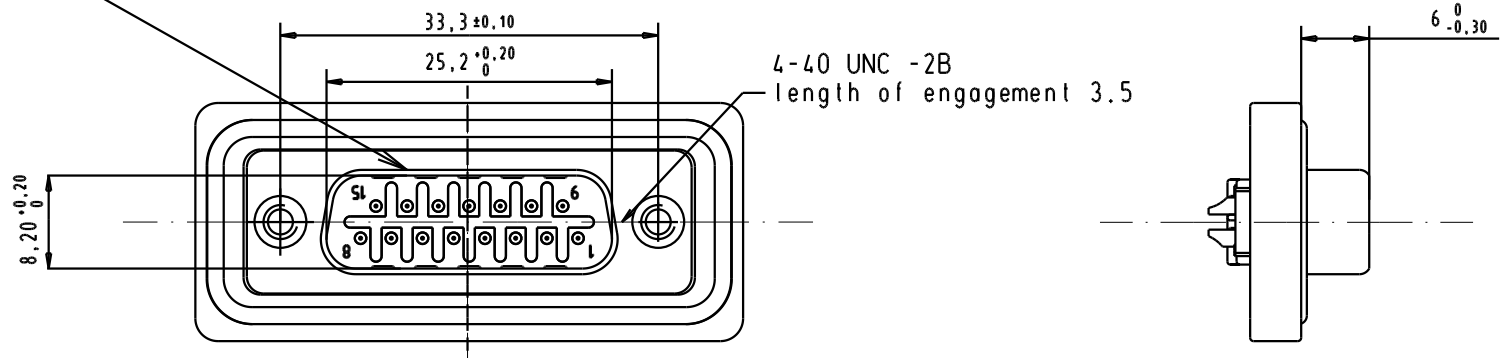 33,3 ±0,10
25,2 +0,20 0
6 0 -0,30
4-40 UNC -2B
length of engagement 3.5
8,20 +0,20 0
15 9
8 1